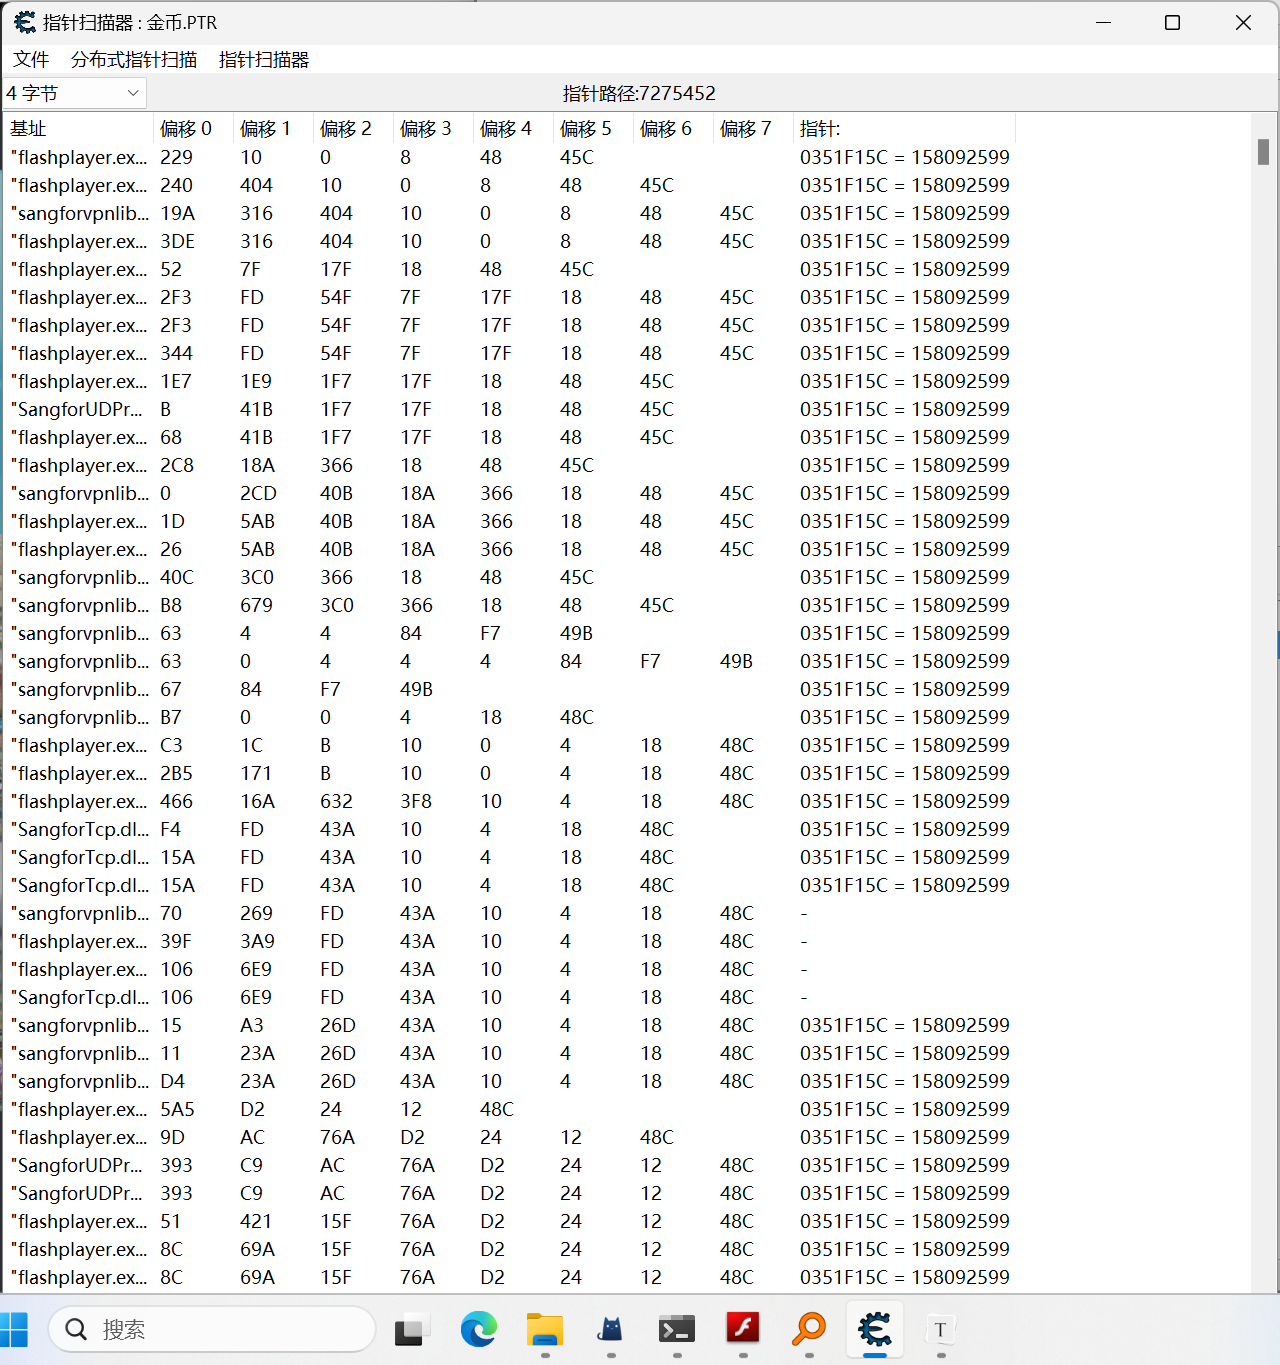 指针扫描器 : 金币.PTR
文件 分布式指针扫描 指针扫描器
4 字节 指针路径:7275452
基址 偏移 0 偏移 1 偏移 2 偏移 3 偏移 4 偏移 5 偏移 6 偏移 7 指针:
"flashplayer.ex... 229 10 0 8 48 45C 0351F15C = 158092599
"flashplayer.ex... 240 404 10 0 8 48 45C 0351F15C = 158092599
"sangforvpnlib... 19A 316 404 10 0 8 48 45C 0351F15C = 158092599
"flashplayer.ex... 3DE 316 404 10 0 8 48 45C 0351F15C = 158092599
"flashplayer.ex... 52 7F 17F 18 48 45C 0351F15C = 158092599
"flashplayer.ex... 2F3 FD 54F 7F 17F 18 48 45C 0351F15C = 158092599
"flashplayer.ex... 2F3 FD 54F 7F 17F 18 48 45C 0351F15C = 158092599
"flashplayer.ex... 344 FD 54F 7F 17F 18 48 45C 0351F15C = 158092599
"flashplayer.ex... 1E7 1E9 1F7 17F 18 48 45C 0351F15C = 158092599
"SangforUDPr... B 41B 1F7 17F 18 48 45C 0351F15C = 158092599
"flashplayer.ex... 68 41B 1F7 17F 18 48 45C 0351F15C = 158092599
"flashplayer.ex... 2C8 18A 366 18 48 45C 0351F15C = 158092599
"sangforvpnlib... 0 2CD 40B 18A 366 18 48 45C 0351F15C = 158092599
"flashplayer.ex... 1D 5AB 40B 18A 366 18 48 45C 0351F15C = 158092599
"flashplayer.ex... 26 5AB 40B 18A 366 18 48 45C 0351F15C = 158092599
"sangforvpnlib... 40C 3C0 366 18 48 45C 0351F15C = 158092599
"sangforvpnlib... B8 679 3C0 366 18 48 45C 0351F15C = 158092599
"sangforvpnlib... 63 4 4 84 F7 49B 0351F15C = 158092599
"sangforvpnlib... 63 0 4 4 4 84 F7 49B 0351F15C = 158092599
"sangforvpnlib... 67 84 F7 49B 0351F15C = 158092599
"sangforvpnlib... B7 0 0 4 18 48C 0351F15C = 158092599
"flashplayer.ex... C3 1C B 10 0 4 18 48C 0351F15C = 158092599
"flashplayer.ex... 2B5 171 B 10 0 4 18 48C 0351F15C = 158092599
"flashplayer.ex... 466 16A 632 3F8 10 4 18 48C 0351F15C = 158092599
"SangforTcp.dl... F4 FD 43A 10 4 18 48C 0351F15C = 158092599
"SangforTcp.dl... 15A FD 43A 10 4 18 48C 0351F15C = 158092599
"SangforTcp.dl... 15A FD 43A 10 4 18 48C 0351F15C = 158092599
"sangforvpnlib... 70 269 FD 43A 10 4 18 48C -
"flashplayer.ex... 39F 3A9 FD 43A 10 4 18 48C -
"flashplayer.ex... 106 6E9 FD 43A 10 4 18 48C -
"SangforTcp.dl... 106 6E9 FD 43A 10 4 18 48C -
"sangforvpnlib... 15 A3 26D 43A 10 4 18 48C 0351F15C = 158092599
"sangforvpnlib... 11 23A 26D 43A 10 4 18 48C 0351F15C = 158092599
"sangforvpnlib... D4 23A 26D 43A 10 4 18 48C 0351F15C = 158092599
"flashplayer.ex... 5A5 D2 24 12 48C 0351F15C = 158092599
"flashplayer.ex... 9D AC 76A D2 24 12 48C 0351F15C = 158092599
"SangforUDPr... 393 C9 AC 76A D2 24 12 48C 0351F15C = 158092599
"SangforUDPr... 393 C9 AC 76A D2 24 12 48C 0351F15C = 158092599
"flashplayer.ex... 51 421 15F 76A D2 24 12 48C 0351F15C = 158092599
"flashplayer.ex... 8C 69A 15F 76A D2 24 12 48C 0351F15C = 158092599
"flashplayer.ex... 8C 69A 15F 76A D2 24 12 48C 0351F15C = 158092599
搜索 T